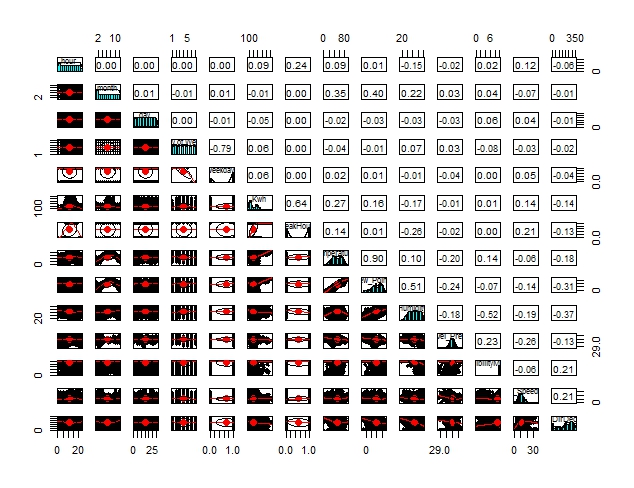 2 10 1 5 100 0 80 20 0 6 0 350
hour 0.00 0.00 0.00 0.00 0.09 0.24 0.09 0.01 -0.15 -0.02 0.02 0.12 -0.06 0
2 month 0.01 -0.01 -0.01 0.01 0.00 0.35 0.40 0.22 0.03 0.04 -0.07 -0.01
day 0.00 -0.01 -0.05 0.00 -0.02 -0.03 -0.03 -0.03 0.06 0.04 -0.01 0
1 -0.79 0.06 0.00 -0.04 -0.01 0.07 0.03 -0.08 -0.03 -0.02
weekday 0.06 0.00 0.02 0.01 -0.01 -0.04 0.00 0.05 -0.04 0.0
100 Kwh 0.64 0.27 0.16 -0.17 -0.01 0.01 0.14 -0.14
0.14 0.01 -0.26 -0.02 0.00 0.21 -0.13 0.0
0 0.90 0.10 -0.20 0.14 -0.06 -0.18
0.51 -0.24 -0.07 -0.14 -0.31 0
20 -0.18 -0.52 -0.19 -0.37
0.23 -0.26 -0.13 29.0
0 -0.06 0.21
Speed 0.21 0
0
0 20 0 25 0.0 1.0 0.0 1.0 0 29.0 0 30